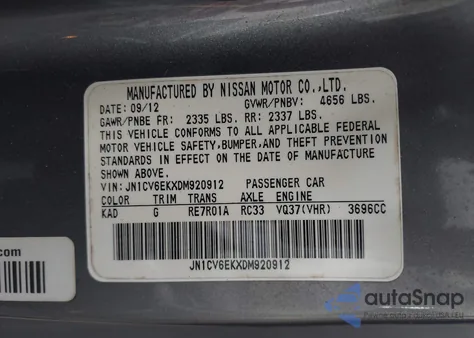 MANUFACTURED BY NISSAN MOTOR CO.,LTD.
DATE: 09/12 GVWR/PNBV: 4656 LBS.
GAWR/PNBE FR: 2335 LBS. RR: 2337 LBS.
THIS VEHICLE CONFORMS TO ALL APPLICABLE FEDERAL
MOTOR VEHICLE SAFETY,BUMPER,AND THEFT PREVENTION
STANDARDS IN EFFECT ON THE DATE OF MANUFACTURE
SHOWN ABOVE.
VIN: JN1CV6EKXDM920912 PASSENGER CAR
COLOR TRIM TRANS AXLE ENGINE
KAD G RE7R01A RC33 VQ37(VHR) 3696CC
JN1CV6EKXDM920912
s.com
autoSnap